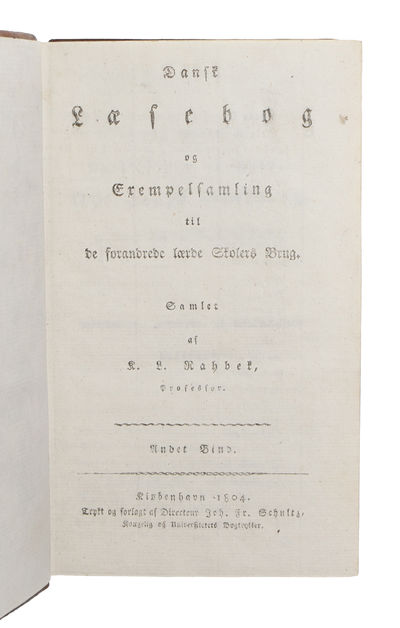 Dansk
Læsebog
og
Exempelsamling
til
de forandrede lærde Skolers Brug.
Samlet
af
K. L. Rahbek,
Professor.
Andet Bind.
Kiøbenhavn 1804.
Trykt og forlagt af Directeur Joh. Fr. Schultz,
Kongelig og Universitetets Bogtrykker.